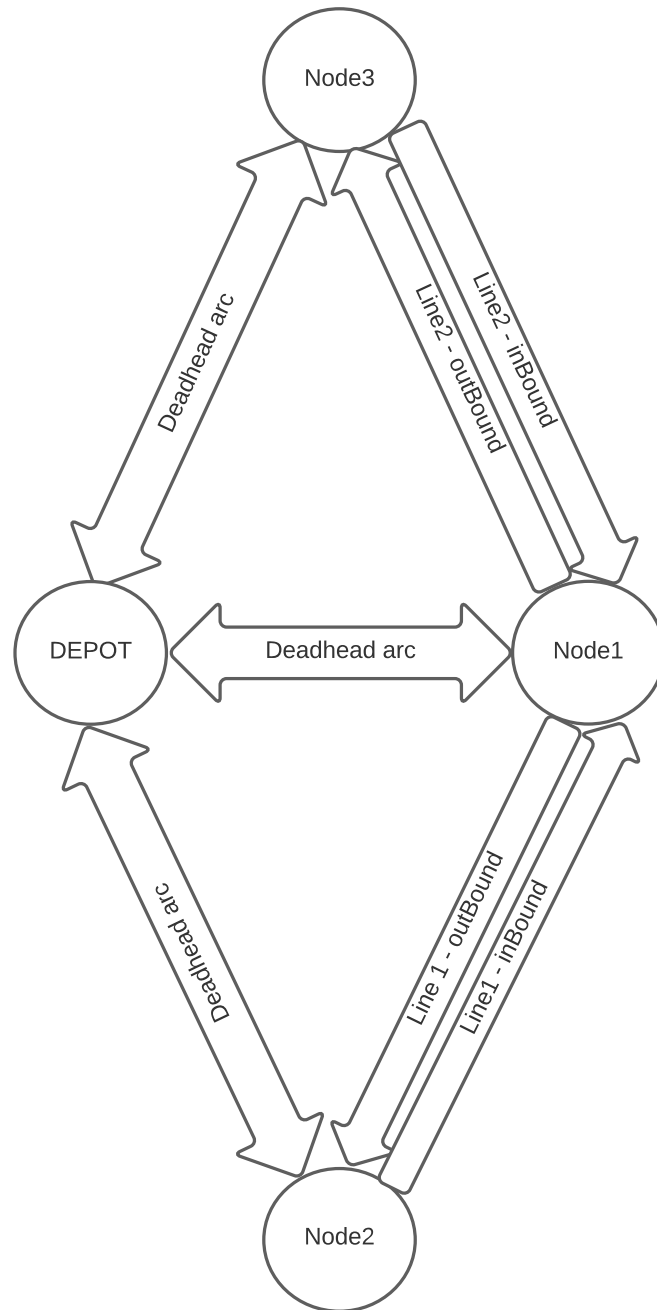 Node3
Deadhead arc
Line2 - outBound
Line2 - inBound
DEPOT
Deadhead arc
Node1
Deadhead arc
Line 1 - outBound
Line1 - inBound
Node2